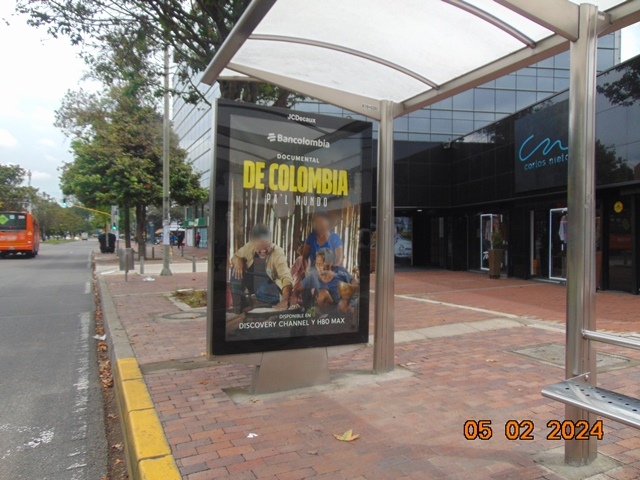 JCDecaux
Bancolombia
DOCUMENTAL
DE COLOMBIA
PA'L MUNDO
DISPONIBLE EN
DISCOVERY CHANNEL Y HBO MAX
carlos nieto
05 02 2024